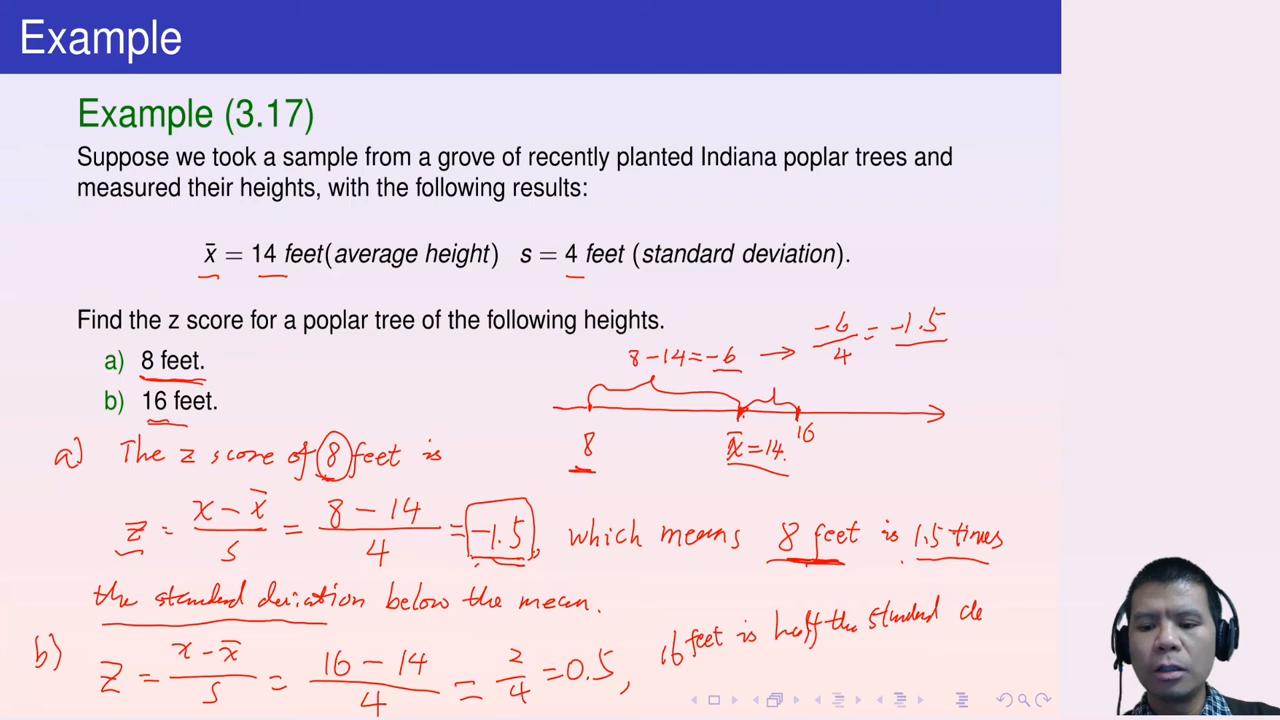 Example
Example (3.17)
Suppose we took a sample from a grove of recently planted Indiana poplar trees and
measured their heights, with the following results:
x̄ = 14 feet(average height) s = 4 feet (standard deviation).
Find the z score for a poplar tree of the following heights.
a) 8 feet.
b) 16 feet.
8 - 14 = -6 → -6/4 = -1.5
8 x̄ = 14. 16
a) The z score of 8 feet is
z = (x - x̄)/s = (8 - 14)/4 = -1.5, which means 8 feet is 1.5 times
the standard deviation below the mean.
b) z = (x - x̄)/s = (16 - 14)/4 = 2/4 = 0.5, 16 feet is half the standard de